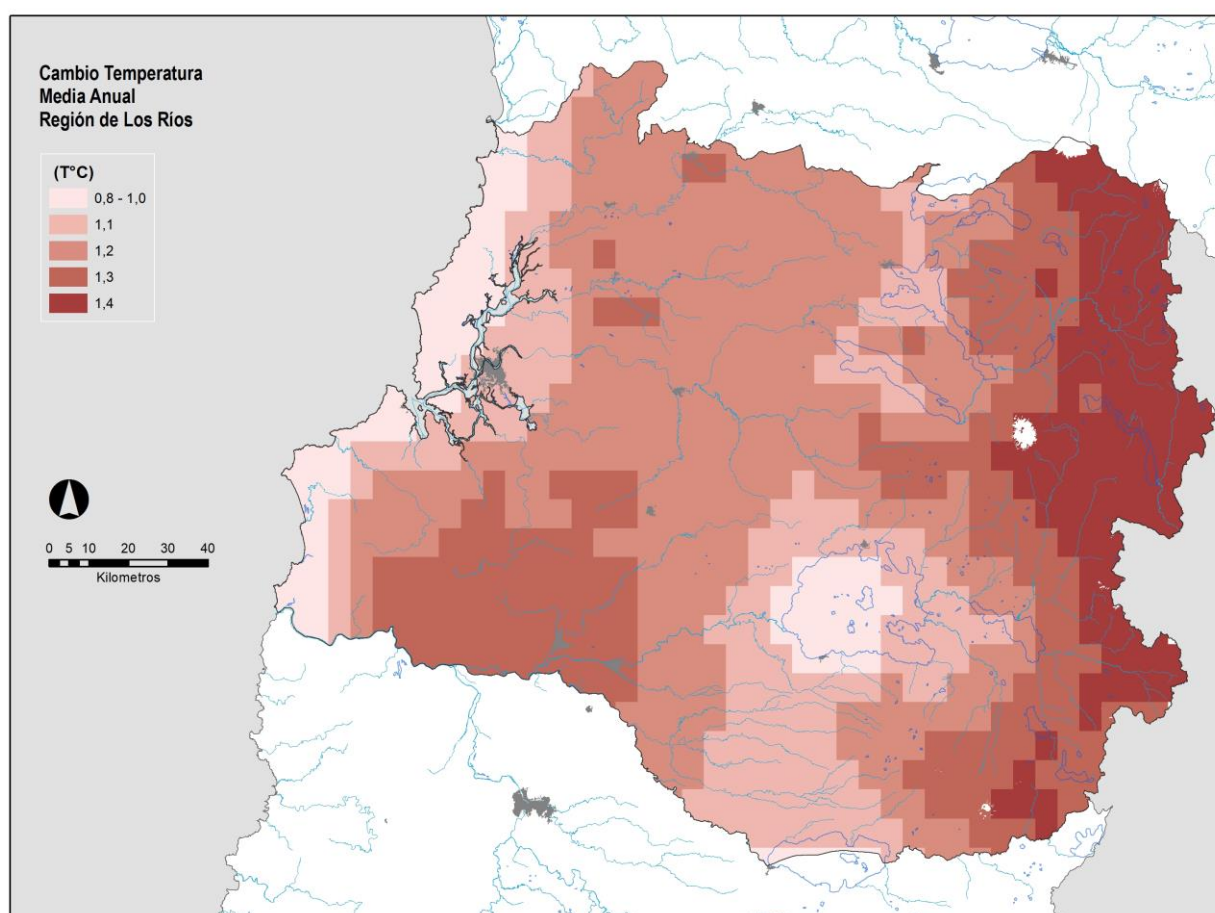 Cambio Temperatura
Media Anual
Región de Los Ríos
(T°C)
0,8 - 1,0
1,1
1,2
1,3
1,4
0 5 10 20 30 40
Kilometros